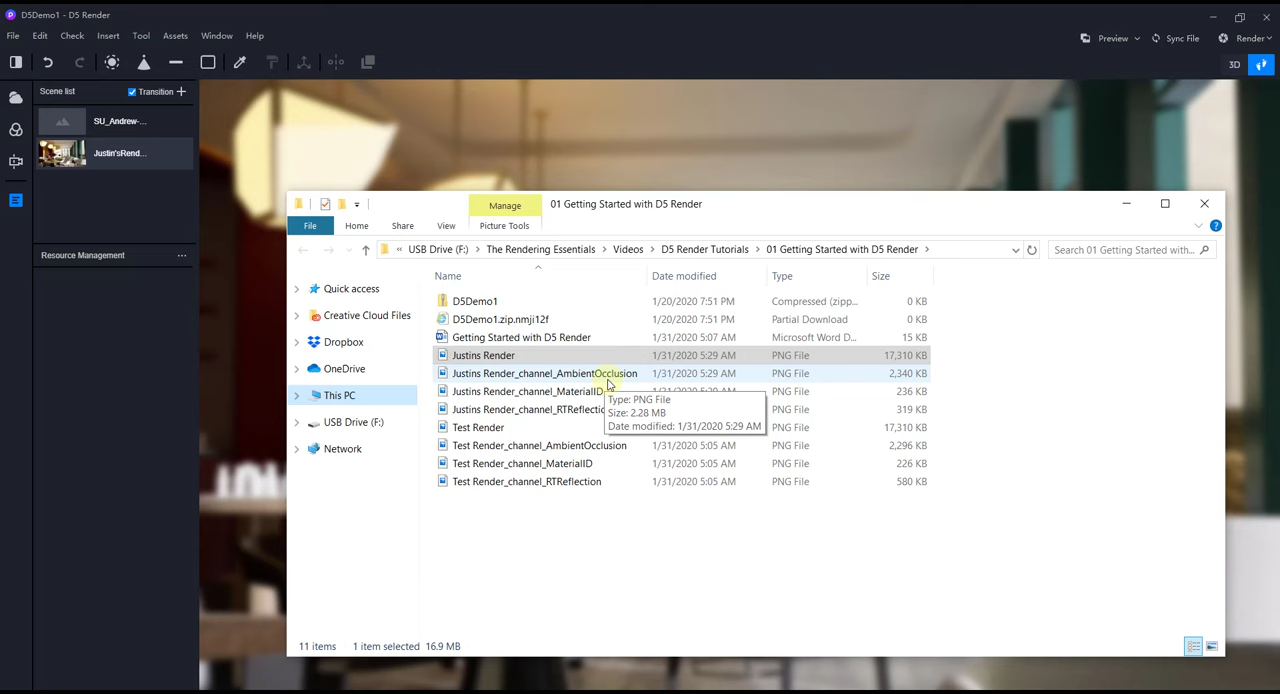 D5Demo1 - D5 Render
File Edit Check Insert Tool Assets Window Help
Preview Sync File Render
3D
Scene list Transition
SU_Andrew-...
Justin'sRend...
Resource Management ...
Manage 01 Getting Started with D5 Render
File Home Share View Picture Tools
« USB Drive (F:) > The Rendering Essentials > Videos > D5 Render Tutorials > 01 Getting Started with D5 Render >
Search 01 Getting Started with...
Quick access
Creative Cloud Files
Dropbox
OneDrive
This PC
USB Drive (F:)
Network
Name Date modified Type Size
D5Demo1 1/20/2020 7:51 PM Compressed (zipp... 0 KB
D5Demo1.zip.nmji12f 1/20/2020 7:51 PM Partial Download 0 KB
Getting Started with D5 Render 1/31/2020 5:07 AM Microsoft Word D... 15 KB
Justins Render 1/31/2020 5:29 AM PNG File 17,310 KB
Justins Render_channel_AmbientOcclusion 1/31/2020 5:29 AM PNG File 2,340 KB
Justins Render_channel_MaterialID 1/31/2020 5:29 AM PNG File 236 KB
Justins Render_channel_RTReflectio PNG File 319 KB
Type: PNG File
Size: 2.28 MB
Date modified: 1/31/2020 5:29 AM
Test Render PNG File 17,310 KB
Test Render_channel_AmbientOcclusion 1/31/2020 5:05 AM PNG File 2,296 KB
Test Render_channel_MaterialID 1/31/2020 5:05 AM PNG File 226 KB
Test Render_channel_RTReflection 1/31/2020 5:05 AM PNG File 580 KB
11 items 1 item selected 16.9 MB